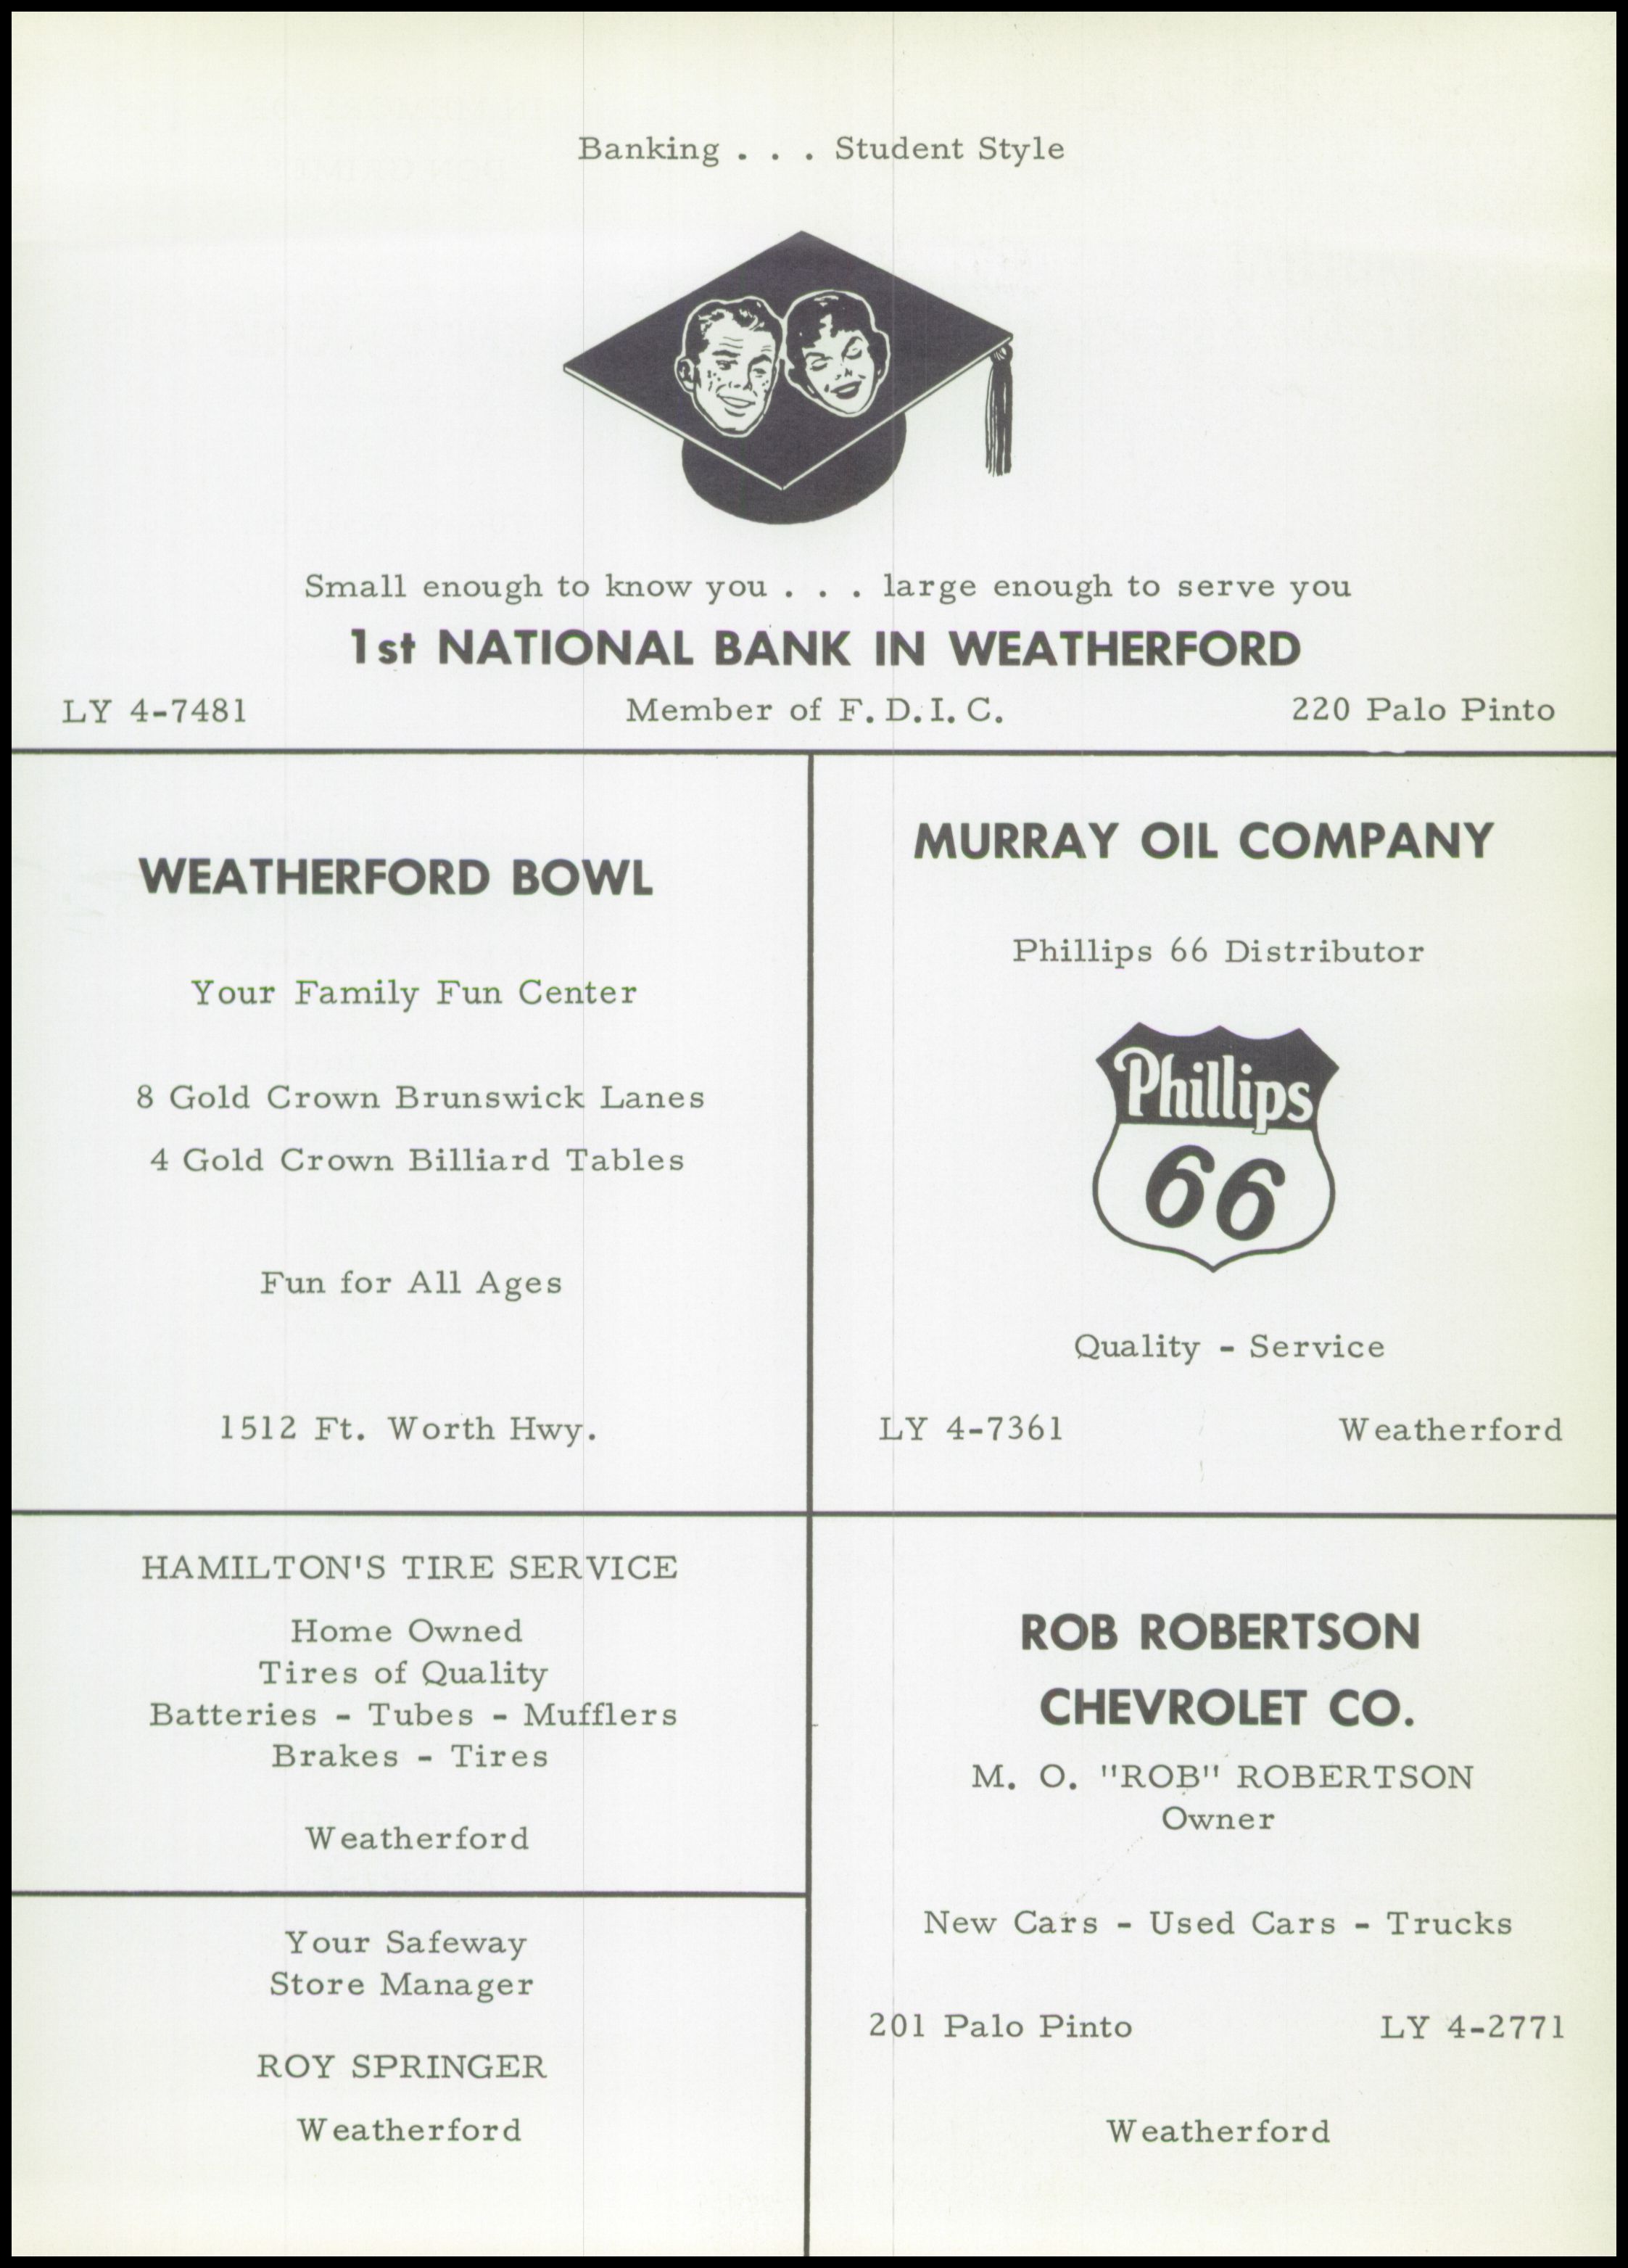 Banking . . . Student Style
Small enough to know you . . . large enough to serve you
1st NATIONAL BANK IN WEATHERFORD
LY 4-7481 Member of F.D.I.C. 220 Palo Pinto
WEATHERFORD BOWL
Your Family Fun Center
8 Gold Crown Brunswick Lanes
4 Gold Crown Billiard Tables
Fun for All Ages
1512 Ft. Worth Hwy.
MURRAY OIL COMPANY
Phillips 66 Distributor
Phillips
66
Quality - Service
LY 4-7361 Weatherford
HAMILTON'S TIRE SERVICE
Home Owned
Tires of Quality
Batteries - Tubes - Mufflers
Brakes - Tires
Weatherford
Your Safeway
Store Manager
ROY SPRINGER
Weatherford
ROB ROBERTSON
CHEVROLET CO.
M. O. "ROB" ROBERTSON
Owner
New Cars - Used Cars - Trucks
201 Palo Pinto LY 4-2771
Weatherford